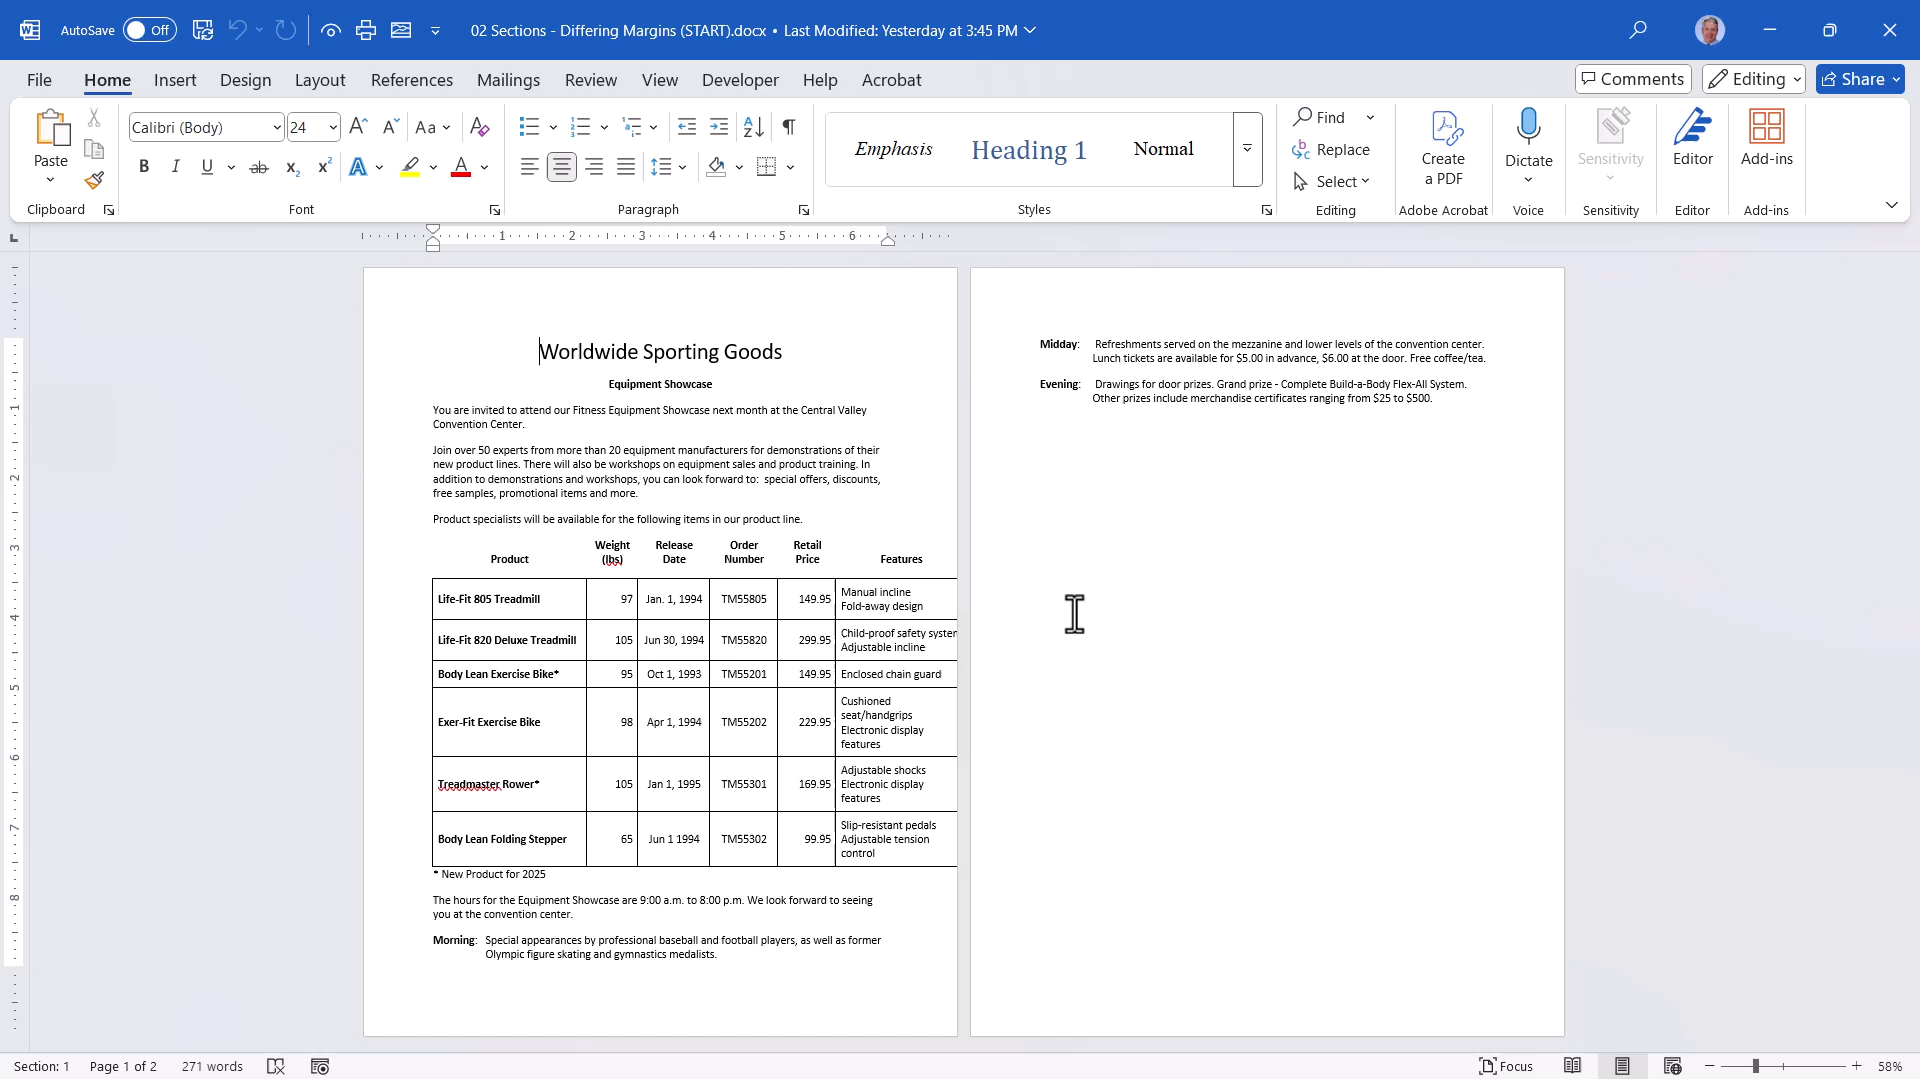 AutoSave Off 02 Sections - Differing Margins (START).docx • Last Modified: Yesterday at 3:45 PM
File Home Insert Design Layout References Mailings Review View Developer Help Acrobat Comments Editing Share
Paste Calibri (Body) 24 Aa Emphasis Heading 1 Normal Find Replace Select Create a PDF Dictate Sensitivity Editor Add-ins
Clipboard Font Paragraph Styles Editing Adobe Acrobat Voice Sensitivity Editor Add-ins
1 2 3 4 5 6
Worldwide Sporting Goods
Equipment Showcase
You are invited to attend our Fitness Equipment Showcase next month at the Central Valley
Convention Center.
Join over 50 experts from more than 20 equipment manufacturers for demonstrations of their
new product lines. There will also be workshops on equipment sales and product training. In
addition to demonstrations and workshops, you can look forward to: special offers, discounts,
free samples, promotional items and more.
Product specialists will be available for the following items in our product line.
Product Weight (lbs) Release Date Order Number Retail Price Features
Life-Fit 805 Treadmill 97 Jan. 1, 1994 TM55805 149.95 Manual incline
Fold-away design
Life-Fit 820 Deluxe Treadmill 105 Jun 30, 1994 TM55820 299.95 Child-proof safety system
Adjustable incline
Body Lean Exercise Bike* 95 Oct 1, 1993 TM55201 149.95 Enclosed chain guard
Exer-Fit Exercise Bike 98 Apr 1, 1994 TM55202 229.95 Cushioned
seat/handgrips
Electronic display
features
Treadmaster Rower* 105 Jan 1, 1995 TM55301 169.95 Adjustable shocks
Electronic display
features
Body Lean Folding Stepper 65 Jun 1 1994 TM55302 99.95 Slip-resistant pedals
Adjustable tension
control
* New Product for 2025
The hours for the Equipment Showcase are 9:00 a.m. to 8:00 p.m. We look forward to seeing
you at the convention center.
Morning: Special appearances by professional baseball and football players, as well as former
Olympic figure skating and gymnastics medalists.
Midday: Refreshments served on the mezzanine and lower levels of the convention center.
Lunch tickets are available for $5.00 in advance, $6.00 at the door. Free coffee/tea.
Evening: Drawings for door prizes. Grand prize - Complete Build-a-Body Flex-All System.
Other prizes include merchandise certificates ranging from $25 to $500.
1
2
3
4
5
6
7
8
Section: 1 Page 1 of 2 271 words Focus 58%